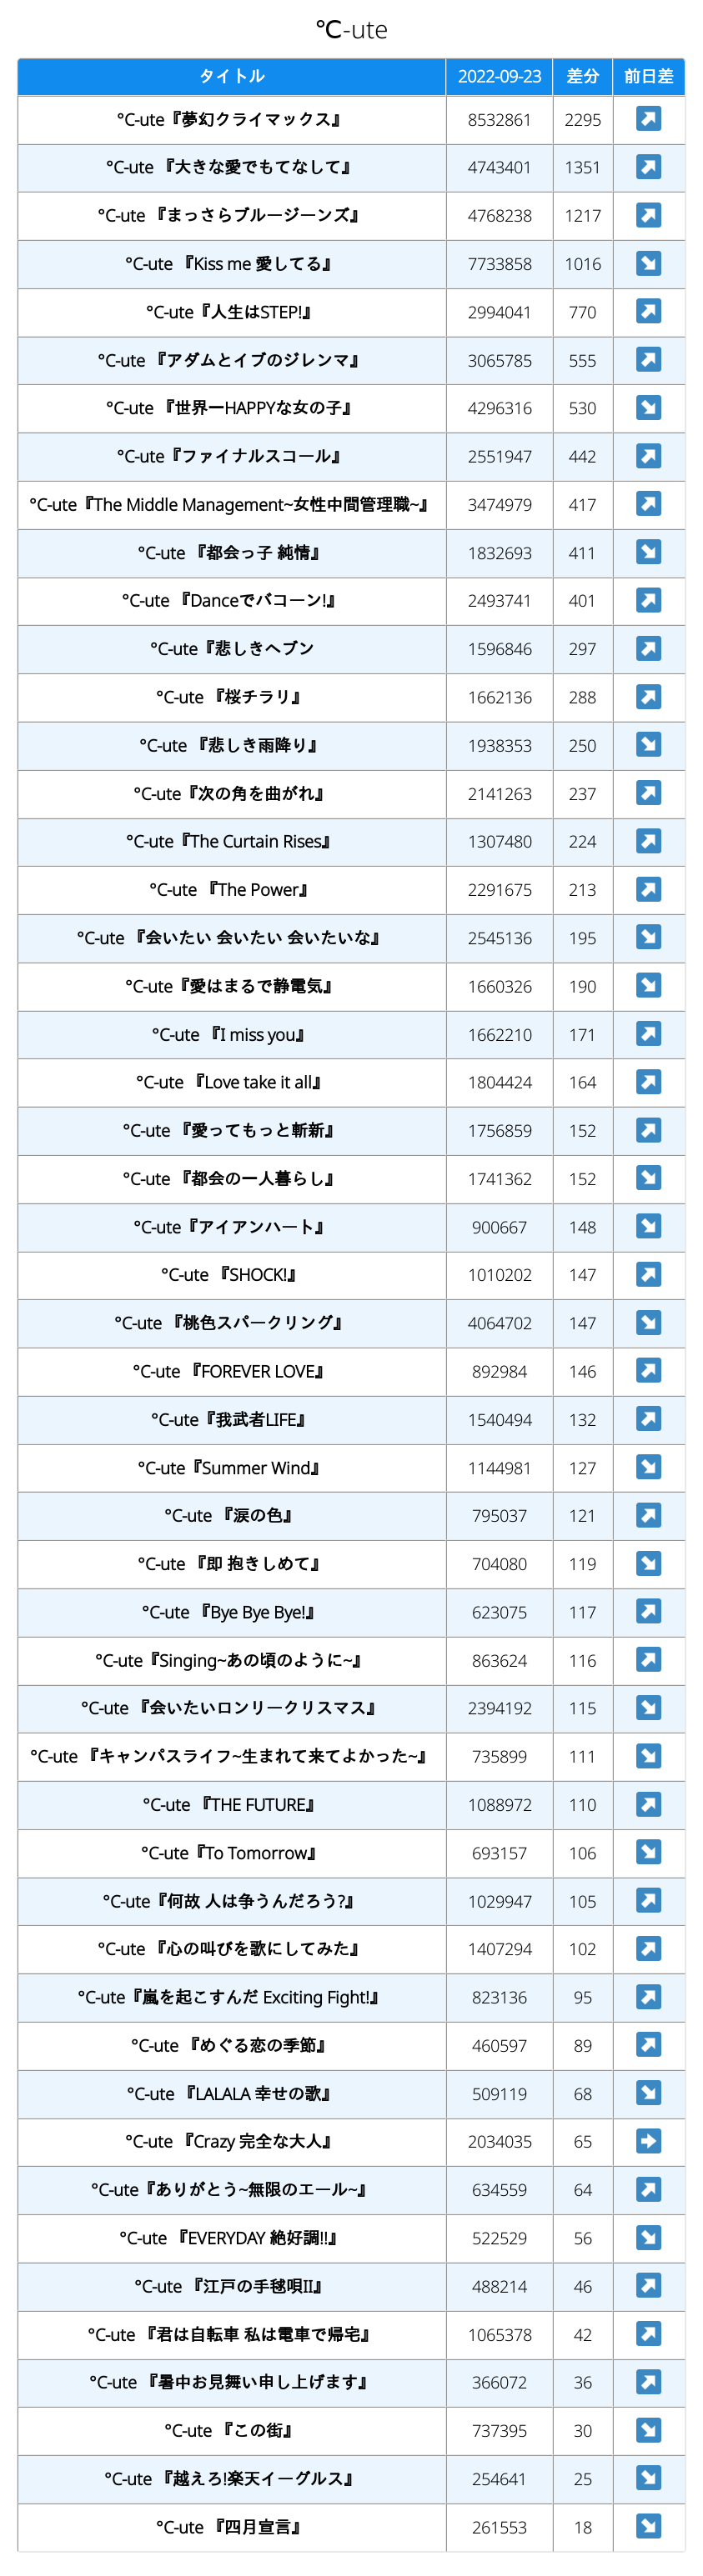 ℃-ute
タイトル 2022-09-23 差分 前日差
°C-ute『夢幻クライマックス』 8532861 2295 ↗
°C-ute 『大きな愛でもてなして』 4743401 1351 ↗
°C-ute 『まっさらブルージーンズ』 4768238 1217 ↗
°C-ute 『Kiss me 愛してる』 7733858 1016 ↘
°C-ute『人生はSTEP!』 2994041 770 ↗
°C-ute 『アダムとイブのジレンマ』 3065785 555 ↗
°C-ute 『世界一HAPPYな女の子』 4296316 530 ↘
°C-ute『ファイナルスコール』 2551947 442 ↗
°C-ute『The Middle Management~女性中間管理職~』 3474979 417 ↗
°C-ute 『都会っ子 純情』 1832693 411 ↘
°C-ute 『Danceでバコーン!』 2493741 401 ↗
°C-ute『悲しきヘブン 1596846 297 ↗
°C-ute 『桜チラリ』 1662136 288 ↗
°C-ute 『悲しき雨降り』 1938353 250 ↘
°C-ute『次の角を曲がれ』 2141263 237 ↗
°C-ute『The Curtain Rises』 1307480 224 ↗
°C-ute 『The Power』 2291675 213 ↗
°C-ute 『会いたい 会いたい 会いたいな』 2545136 195 ↘
°C-ute『愛はまるで静電気』 1660326 190 ↘
°C-ute 『I miss you』 1662210 171 ↗
°C-ute 『Love take it all』 1804424 164 ↗
°C-ute 『愛ってもっと斬新』 1756859 152 ↗
°C-ute 『都会の一人暮らし』 1741362 152 ↘
°C-ute『アイアンハート』 900667 148 ↘
°C-ute 『SHOCK!』 1010202 147 ↗
°C-ute 『桃色スパークリング』 4064702 147 ↘
°C-ute 『FOREVER LOVE』 892984 146 ↗
°C-ute『我武者LIFE』 1540494 132 ↗
°C-ute『Summer Wind』 1144981 127 ↘
°C-ute 『涙の色』 795037 121 ↗
°C-ute 『即 抱きしめて』 704080 119 ↘
°C-ute 『Bye Bye Bye!』 623075 117 ↗
°C-ute『Singing~あの頃のように~』 863624 116 ↗
°C-ute 『会いたいロンリークリスマス』 2394192 115 ↘
°C-ute 『キャンパスライフ~生まれて来てよかった~』 735899 111 ↘
°C-ute 『THE FUTURE』 1088972 110 ↗
°C-ute『To Tomorrow』 693157 106 ↘
°C-ute『何故 人は争うんだろう?』 1029947 105 ↗
°C-ute 『心の叫びを歌にしてみた』 1407294 102 ↗
°C-ute『嵐を起こすんだ Exciting Fight!』 823136 95 ↗
°C-ute 『めぐる恋の季節』 460597 89 ↗
°C-ute 『LALALA 幸せの歌』 509119 68 ↘
°C-ute 『Crazy 完全な大人』 2034035 65 ➡
°C-ute『ありがとう~無限のエール~』 634559 64 ↗
°C-ute 『EVERYDAY 絶好調!!』 522529 56 ↘
°C-ute 『江戸の手毬唄II』 488214 46 ↗
°C-ute 『君は自転車 私は電車で帰宅』 1065378 42 ↗
°C-ute 『暑中お見舞い申し上げます』 366072 36 ↗
°C-ute 『この街』 737395 30 ↘
°C-ute 『越えろ!楽天イーグルス』 254641 25 ↘
°C-ute 『四月宣言』 261553 18 ↘